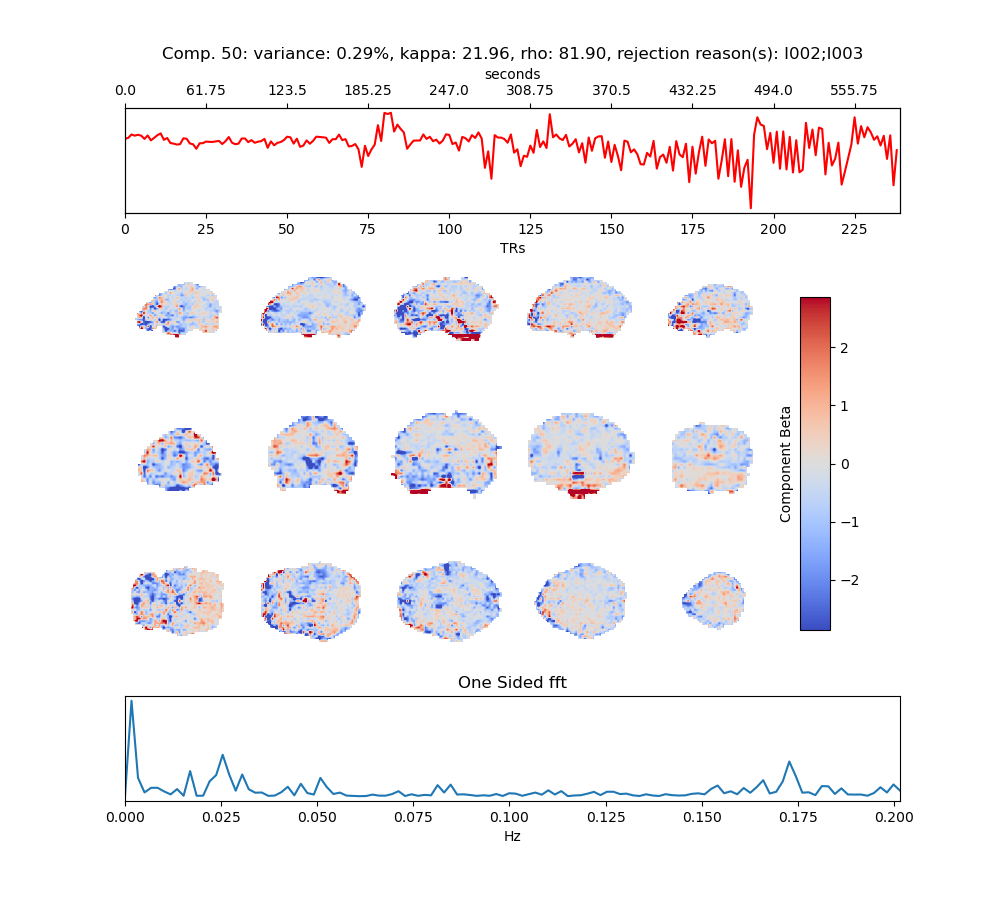 Comp. 50: variance: 0.29%, kappa: 21.96, rho: 81.90, rejection reason(s): I002;I003
seconds
0.0 61.75 123.5 185.25 247.0 308.75 370.5 432.25 494.0 555.75
0 25 50 75 100 125 150 175 200 225
TRs
2
1
0
−1
−2
Component Beta
One Sided fft
0.000 0.025 0.050 0.075 0.100 0.125 0.150 0.175 0.200
Hz